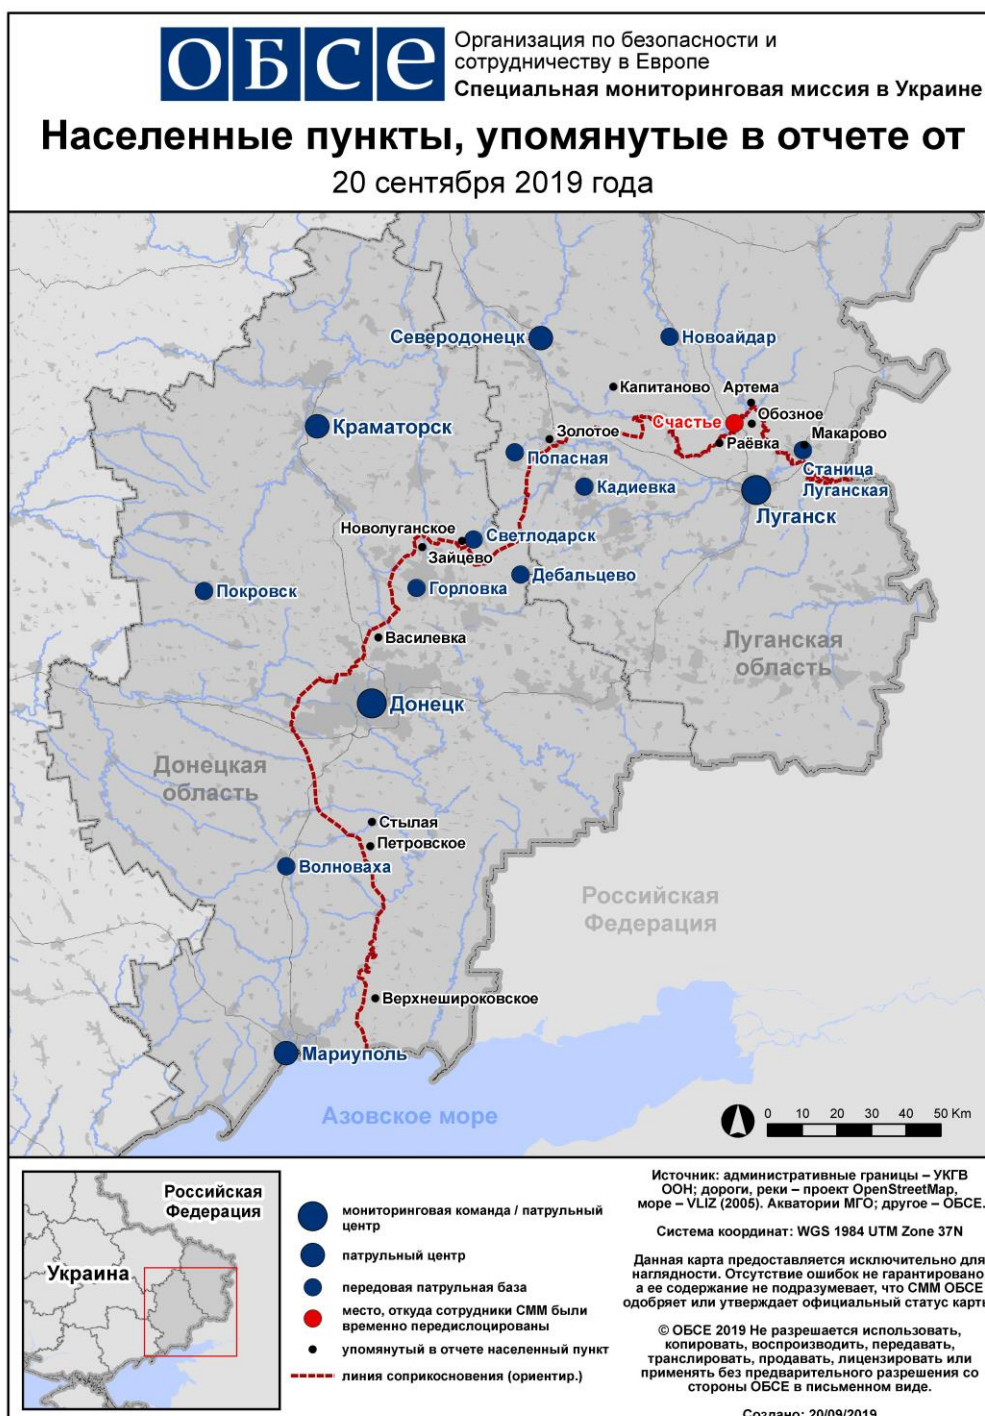 ОБСЕ
Организация по безопасности и
сотрудничеству в Европе
Специальная мониторинговая миссия в Украине
Населенные пункты, упомянутые в отчете от
20 сентября 2019 года
Северодонецк
Новоайдар
Капитаново
Артема
Краматорск
Счастье
Обозное
Золотое
Макарово
Раёвка
Попасная
Станица
Луганская
Кадиевка
Луганск
Новолуганское
Светлодарск
Зайцево
Дебальцево
Покровск
Горловка
Василевка
Луганская
область
Донецк
Донецкая
область
Стылая
Петровское
Волноваха
Российская
Федерация
Верхнешироковское
Мариуполь
Азовское море
0 10 20 30 40 50 Km
Российская
Федерация
Украина
мониторинговая команда / патрульный
центр
патрульный центр
передовая патрульная база
место, откуда сотрудники СММ были
временно передислоцированы
упомянутый в отчете населенный пункт
линия соприкосновения (ориентир.)
Источник: административные границы – УКГВ
ООН; дороги, реки – проект OpenStreetMap,
море – VLIZ (2005). Акватории МГО; другое – ОБСЕ.
Система координат: WGS 1984 UTM Zone 37N
Данная карта предоставляется исключительно для
наглядности. Отсутствие ошибок не гарантировано
а ее содержание не подразумевает, что СММ ОБСЕ
одобряет или утверждает официальный статус карты
© ОБСЕ 2019 Не разрешается использовать,
копировать, воспроизводить, передавать,
транслировать, продавать, лицензировать или
применять без предварительного разрешения со
стороны ОБСЕ в письменном виде.
Создано: 20/09/2019